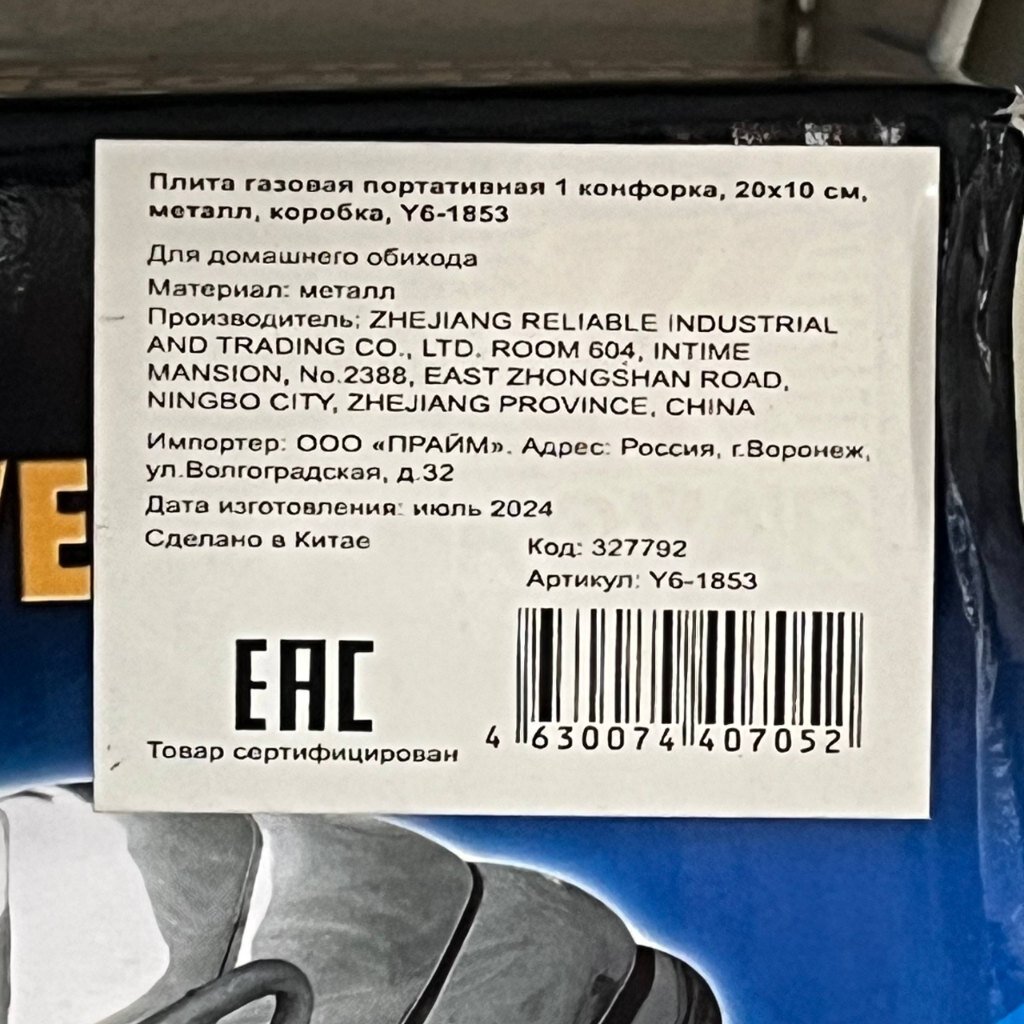 Плита газовая портативная 1 конфорка, 20х10 см,
металл, коробка, Y6-1853
Для домашнего обихода
Материал: металл
Производитель: ZHEJIANG RELIABLE INDUSTRIAL
AND TRADING CO., LTD. ROOM 604, INTIME
MANSION, No.2388, EAST ZHONGSHAN ROAD,
NINGBO CITY, ZHEJIANG PROVINCE, CHINA
Импортер: ООО «ПРАЙМ». Адрес: Россия, г.Воронеж,
ул.Волгоградская, д.32
Дата изготовления: июль 2024
Сделано в Китае
Код: 327792
Артикул: Y6-1853
EAC
Товар сертифицирован
4 630074 407052